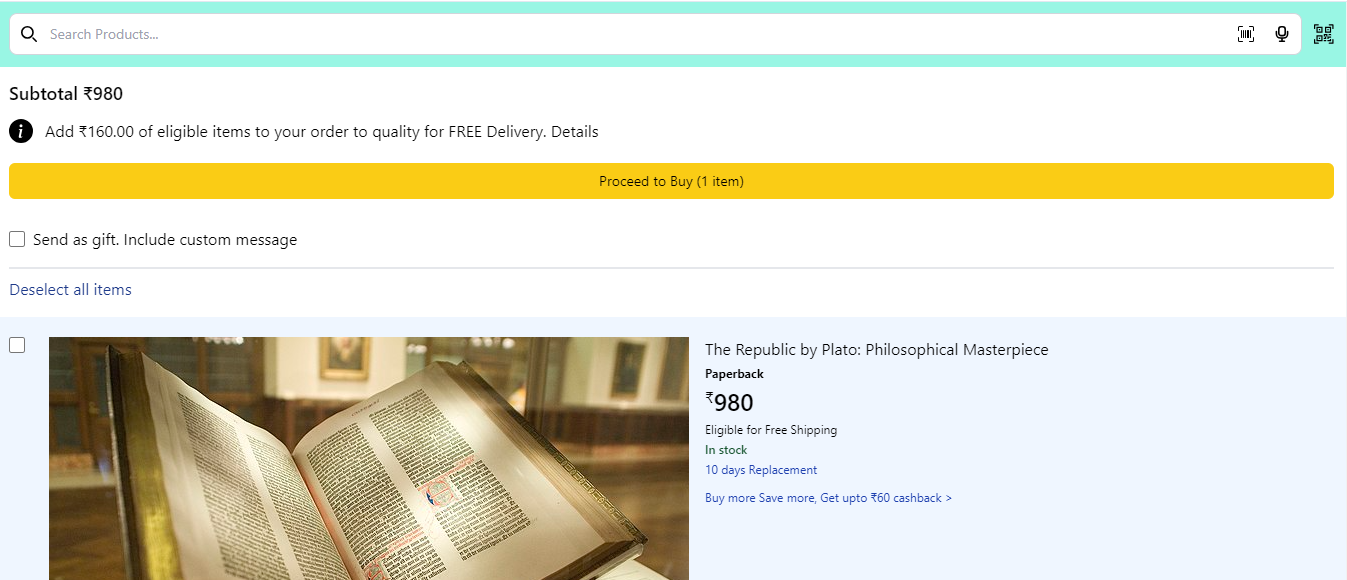 Search Products...
Subtotal ₹980
Add ₹160.00 of eligible items to your order to quality for FREE Delivery. Details
Proceed to Buy (1 item)
Send as gift. Include custom message
Deselect all items
The Republic by Plato: Philosophical Masterpiece
Paperback
₹980
Eligible for Free Shipping
In stock
10 days Replacement
Buy more Save more, Get upto ₹60 cashback >